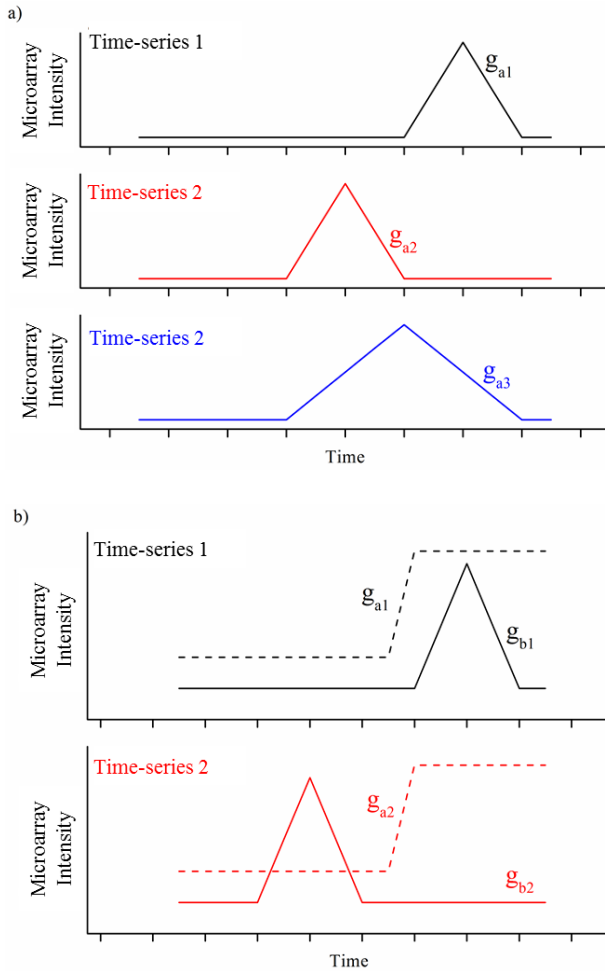 a)
Time-series 1
Microarray
Intensity
ga1
Time-series 2
Microarray
Intensity
ga2
Time-series 2
Microarray
Intensity
ga3
Time
b)
Time-series 1
Microarray
Intensity
ga1
gb1
Time-series 2
Microarray
Intensity
ga2
gb2
Time